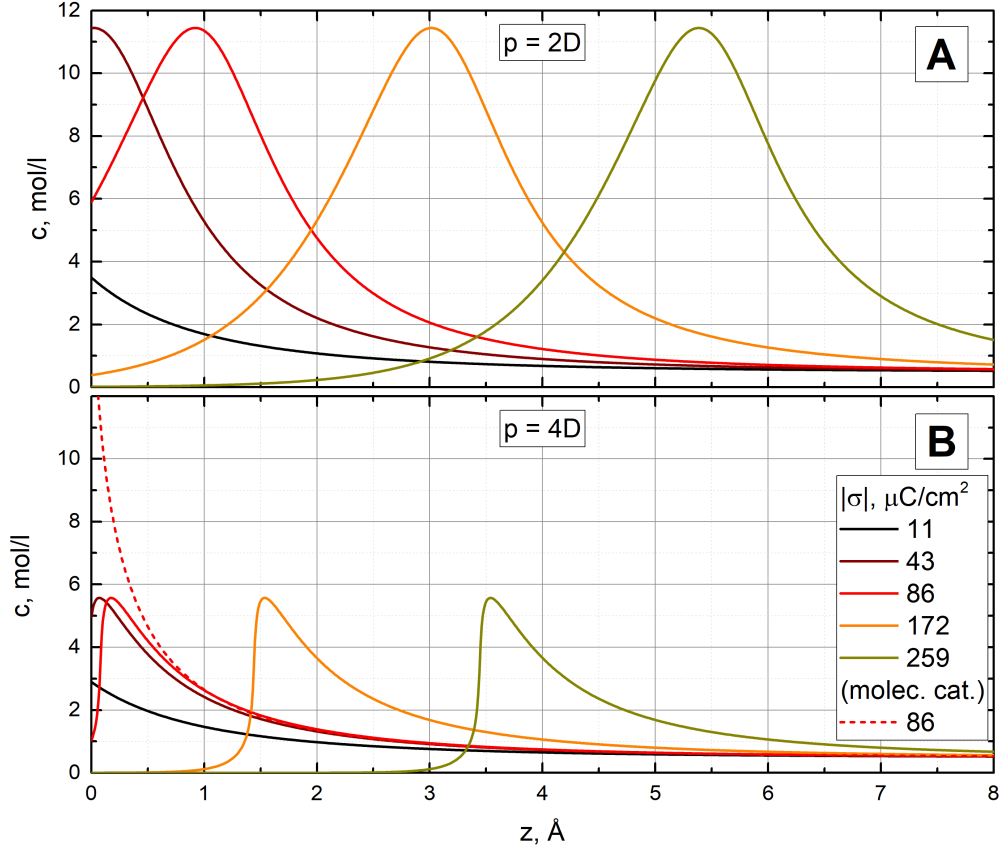 12
10
8
6
4
2
0
c, mol/l
p = 2D
A
10
8
6
4
2
0
c, mol/l
p = 4D
B
|σ|, μC/cm²
11
43
86
172
259
(molec. cat.)
86
0 1 2 3 4 5 6 7 8
z, Å